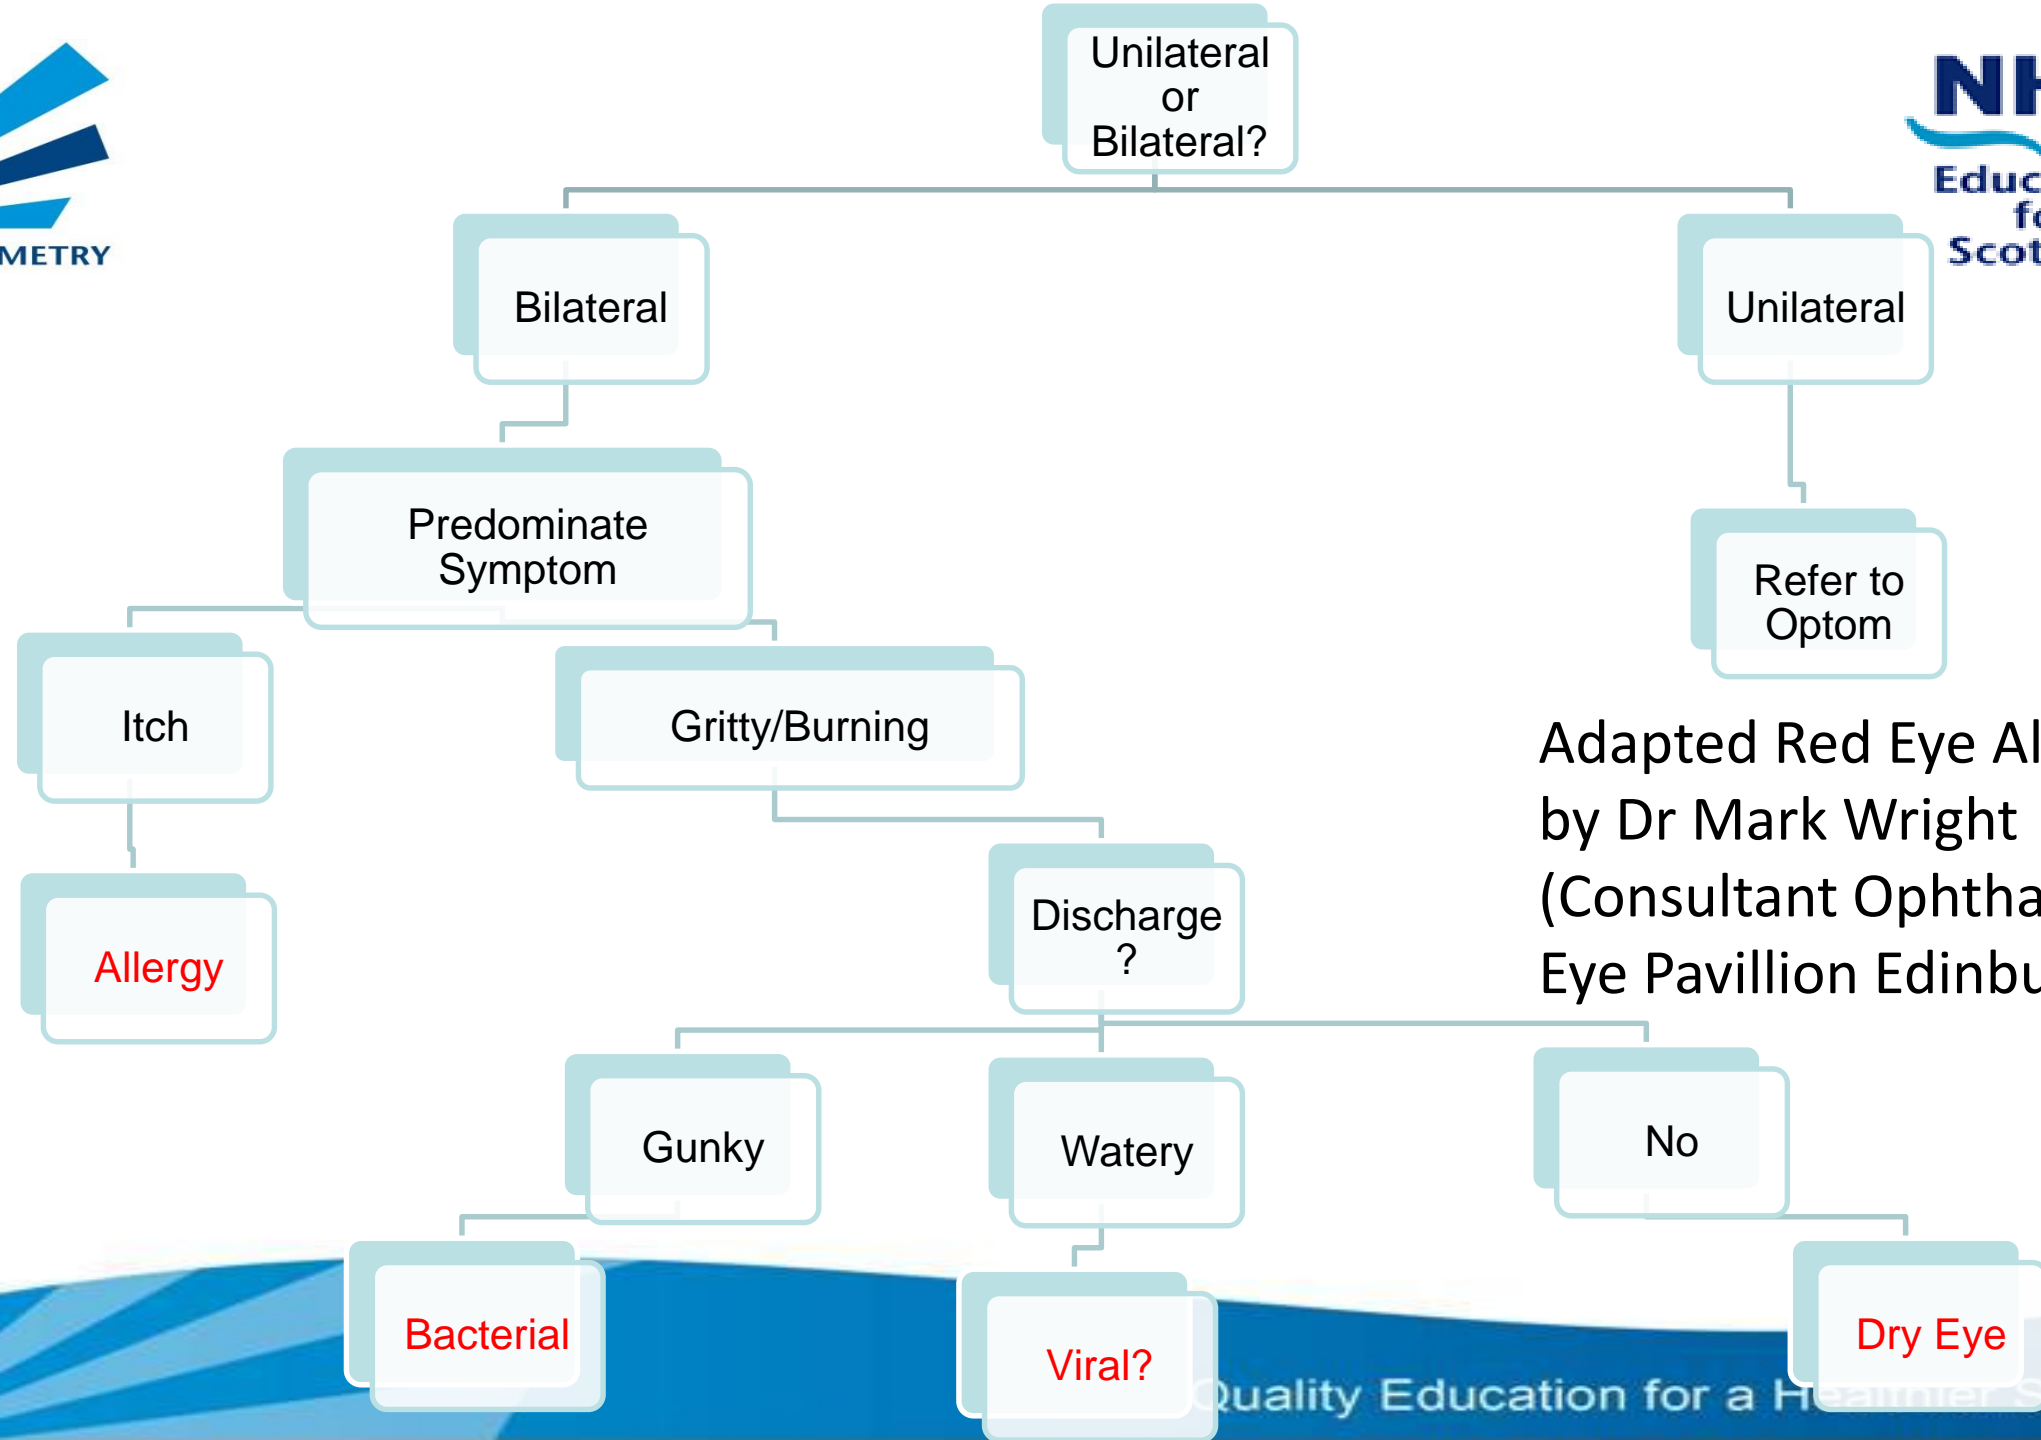 Unilateral
or
Bilateral?
METRY
Bilateral
Unilateral
Predominate
Symptom
Refer to
Optom
Itch
Gritty/Burning
Adapted Red Eye Al
by Dr Mark Wright
(Consultant Ophtha
Eye Pavillion Edinbu
Allergy
Discharge
?
Gunky
Watery
No
Bacterial
Viral?
Dry Eye
Quality Education for a